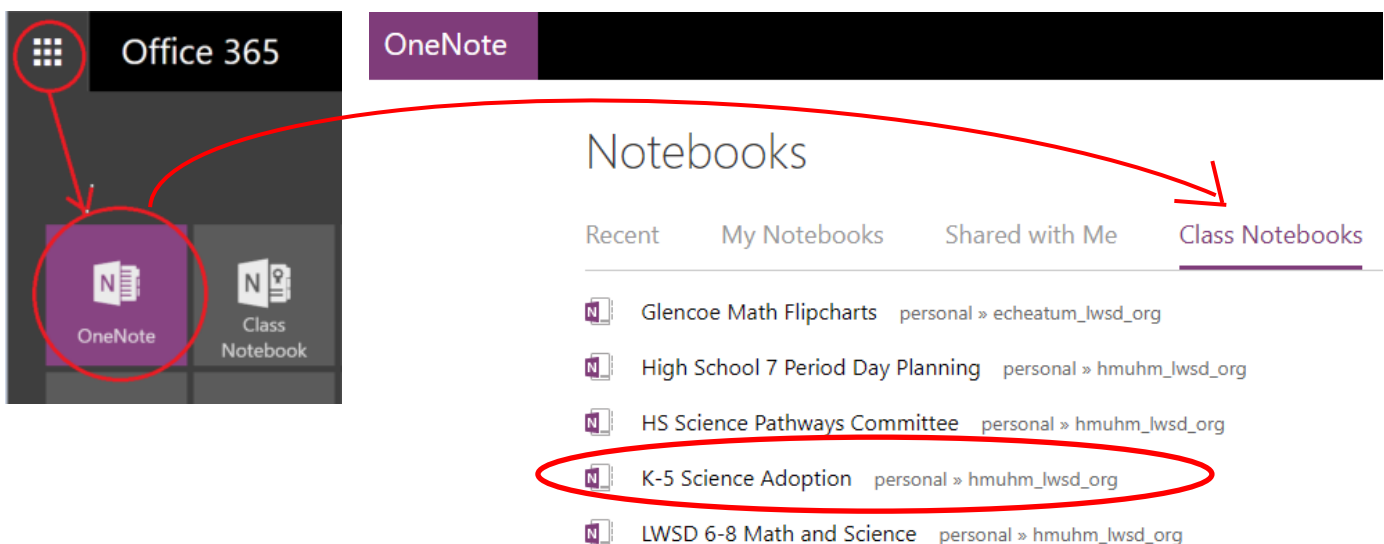 Office 365
OneNote
Class
Notebook
OneNote
Notebooks
Recent My Notebooks Shared with Me Class Notebooks
Glencoe Math Flipcharts personal » echeatum_lwsd_org
High School 7 Period Day Planning personal » hmuhm_lwsd_org
HS Science Pathways Committee personal » hmuhm_lwsd_org
K-5 Science Adoption personal » hmuhm_lwsd_org
LWSD 6-8 Math and Science personal » hmuhm_lwsd_org